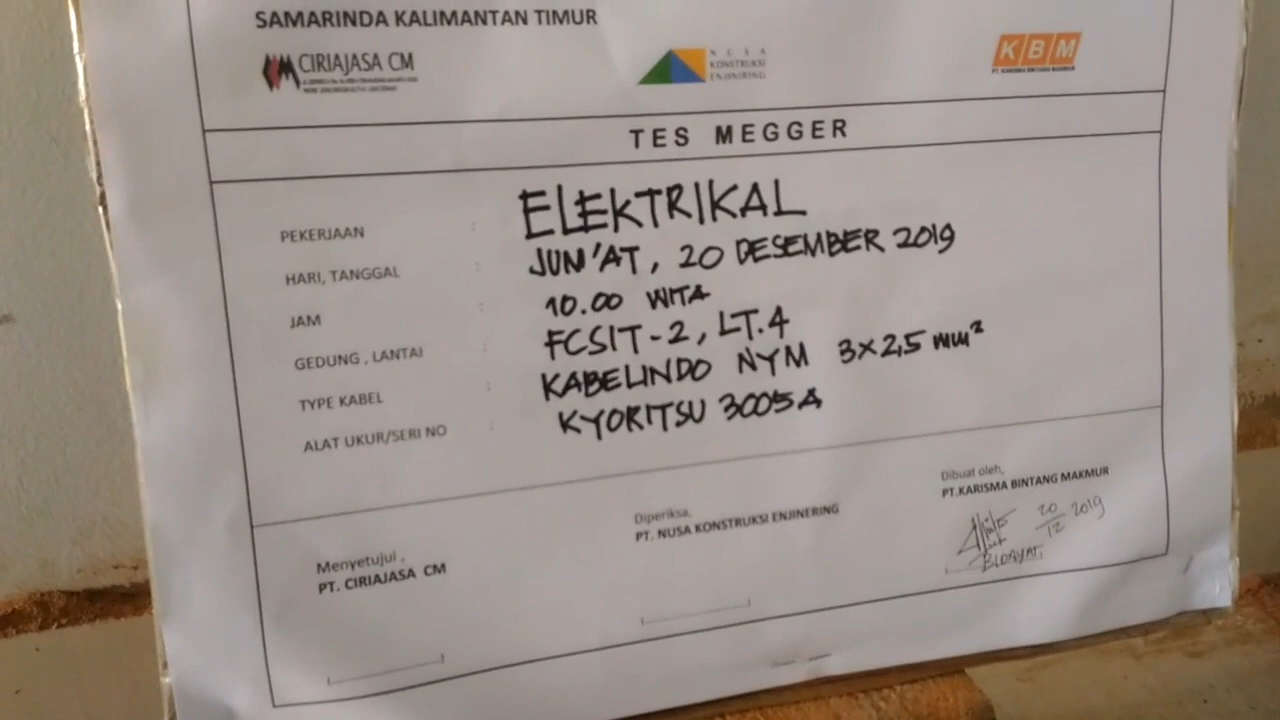 SAMARINDA KALIMANTAN TIMUR
CIRIAJASA CM
NUSA
KONSTRUKSI
ENJINIRING
KBM
PT. KARISMA BINTANG MAKMUR
TES MEGGER
PEKERJAAN : ELEKTRIKAL
HARI, TANGGAL : JUM'AT, 20 DESEMBER 2019
JAM : 10.00 WITA
GEDUNG , LANTAI : FCSIT-2, LT.4
TYPE KABEL : KABELINDO NYM 3x2,5 mm²
ALAT UKUR/SERI NO : KYORITSU 3005A
Menyetujui ,
PT. CIRIAJASA CM
Diperiksa,
PT. NUSA KONSTRUKSI ENJINERING
Dibuat oleh,
PT.KARISMA BINTANG MAKMUR
20/12 2019